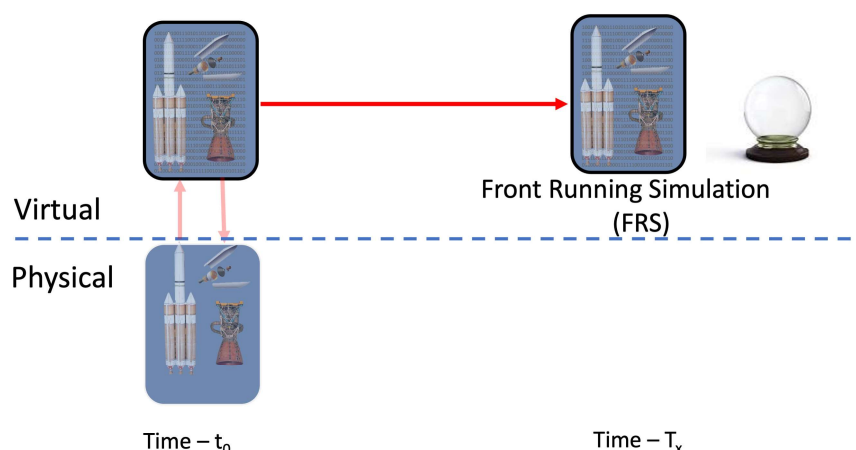 Front Running Simulation
(FRS)
Virtual
Physical
Time – t₀
Time – Tₓ